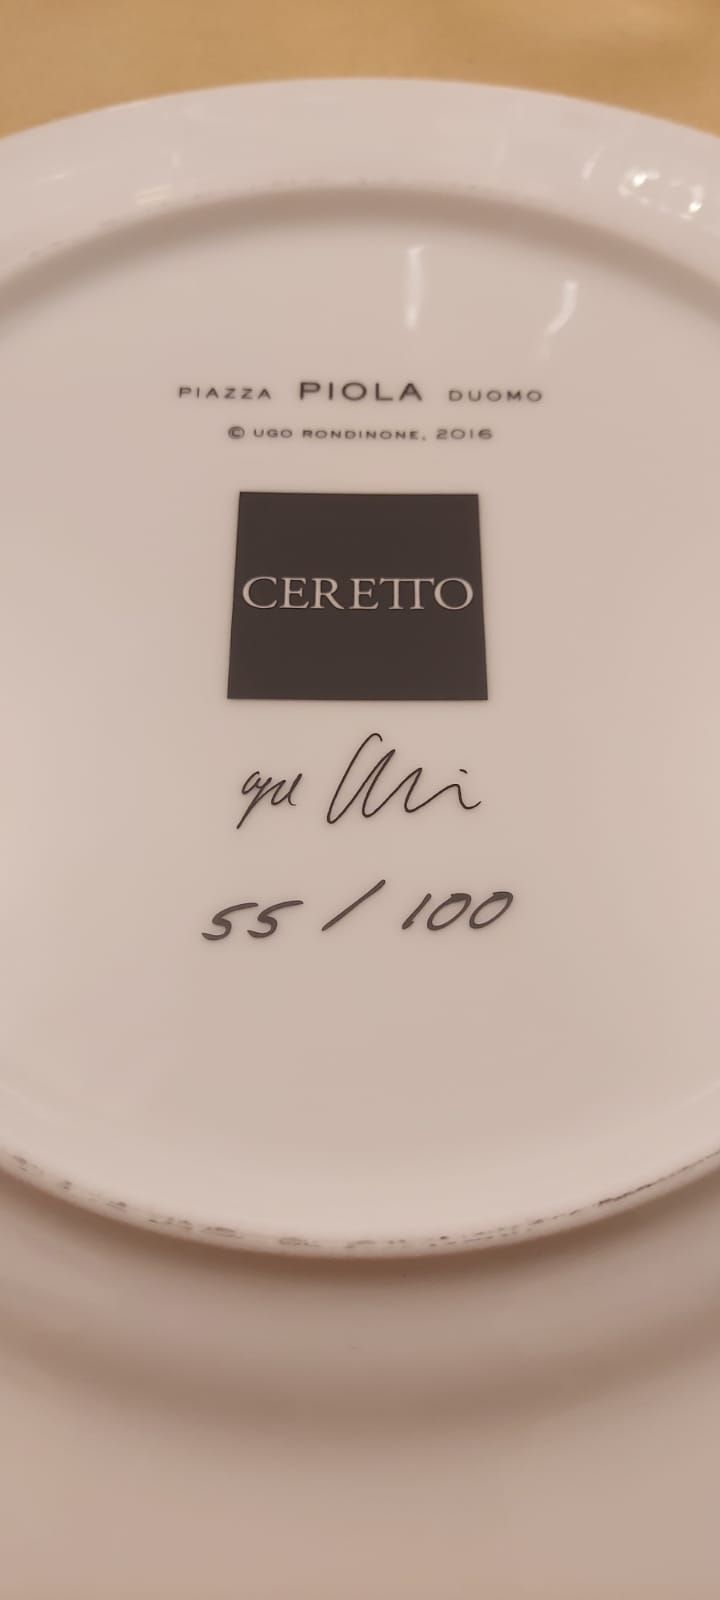 PIAZZA PIOLA DUOMO
© UGO RONDINONE, 2016
CERETTO
55 / 100